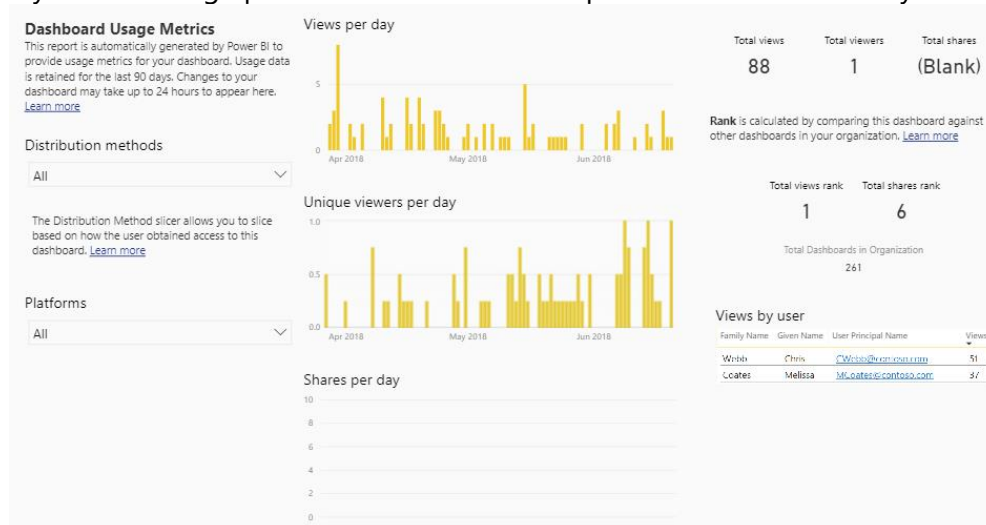 Dashboard Usage Metrics
This report is automatically generated by Power BI to
provide usage metrics for your dashboard. Usage data
is retained for the last 90 days. Changes to your
dashboard may take up to 24 hours to appear here.
Learn more
Distribution methods
All
The Distribution Method slicer allows you to slice
based on how the user obtained access to this
dashboard. Learn more
Platforms
All
Views per day
5
0
Apr 2018 May 2018 Jun 2018
Unique viewers per day
1.0
0.5
0.0
Apr 2018 May 2018 Jun 2018
Shares per day
10
8
6
4
2
0
Total views Total viewers Total shares
88 1 (Blank)
Rank is calculated by comparing this dashboard against
other dashboards in your organization. Learn more
Total views rank Total shares rank
1 6
Total Dashboards in Organization
261
Views by user
Family Name Given Name User Principal Name Views
Webb Chris CWebb@contoso.com 51
Coates Melissa MCoates@contoso.com 37